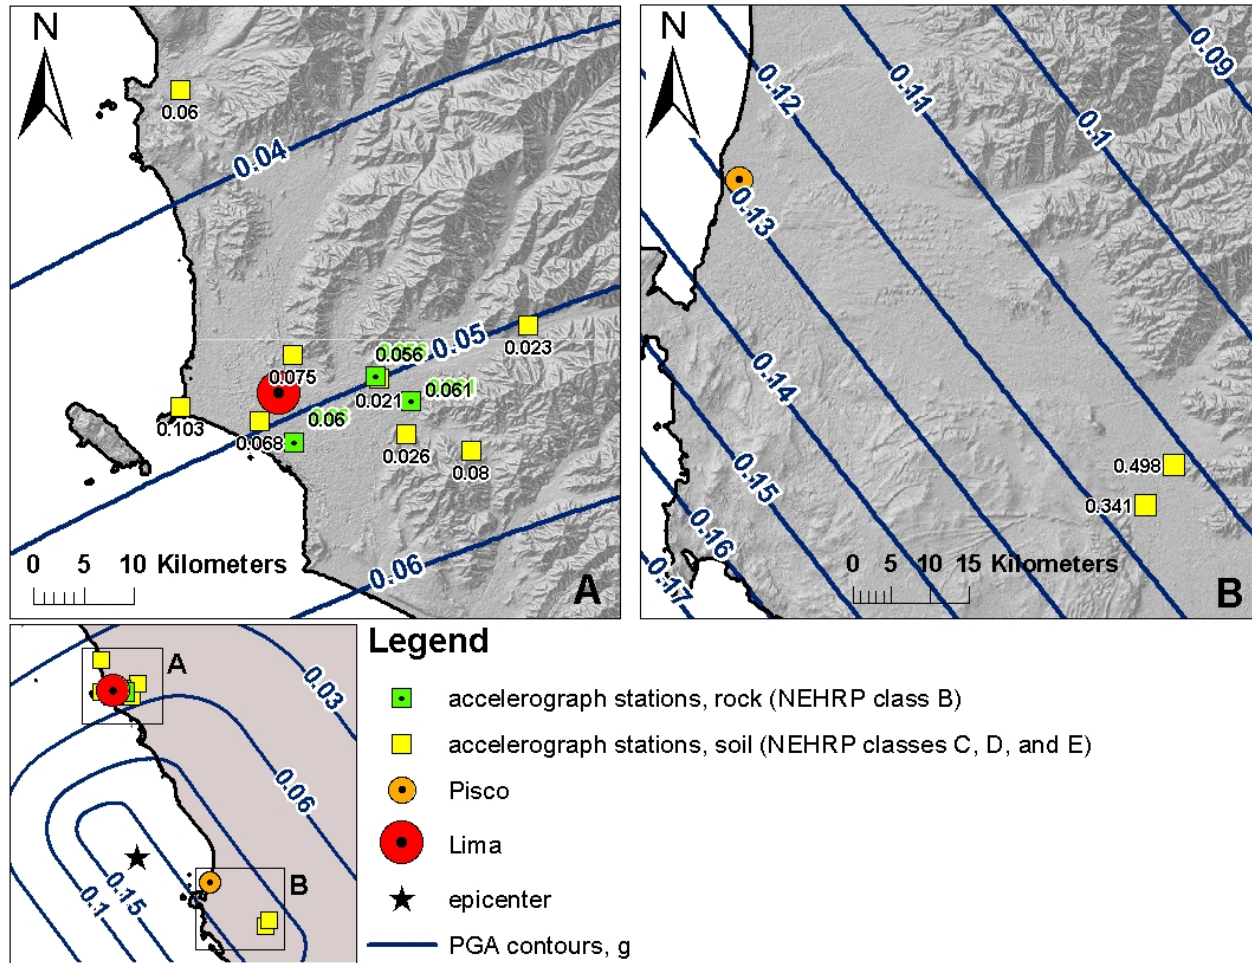 N
0.06
0.04
0.05
0.056
0.023
0.075
0.061
0.021
0.06
0.103
0.068
0.026
0.08
0.06
0 5 10 Kilometers
A
N
0.09
0.12
0.11
0.1
0.13
0.14
0.498
0.341
0.15
0.16
0.17
0 5 10 15 Kilometers
B
A
0.03
0.06
B
0.15
0.1
Legend
accelerograph stations, rock (NEHRP class B)
accelerograph stations, soil (NEHRP classes C, D, and E)
Pisco
Lima
epicenter
PGA contours, g